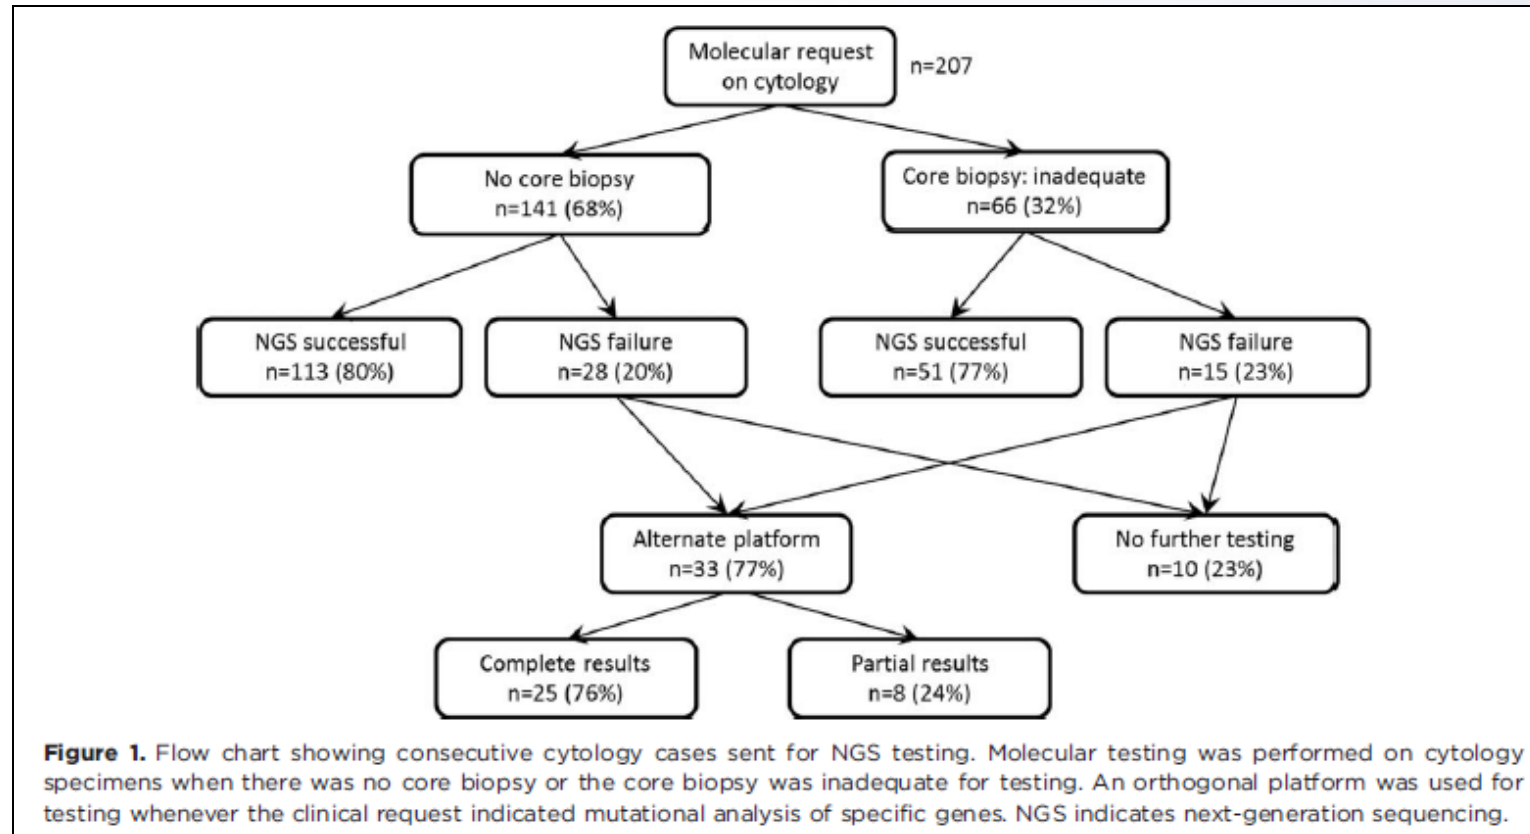 Molecular request
on cytology
n=207
No core biopsy
n=141 (68%)
Core biopsy: inadequate
n=66 (32%)
NGS successful
n=113 (80%)
NGS failure
n=28 (20%)
NGS successful
n=51 (77%)
NGS failure
n=15 (23%)
Alternate platform
n=33 (77%)
No further testing
n=10 (23%)
Complete results
n=25 (76%)
Partial results
n=8 (24%)
Figure 1. Flow chart showing consecutive cytology cases sent for NGS testing. Molecular testing was performed on cytology
specimens when there was no core biopsy or the core biopsy was inadequate for testing. An orthogonal platform was used for
testing whenever the clinical request indicated mutational analysis of specific genes. NGS indicates next-generation sequencing.